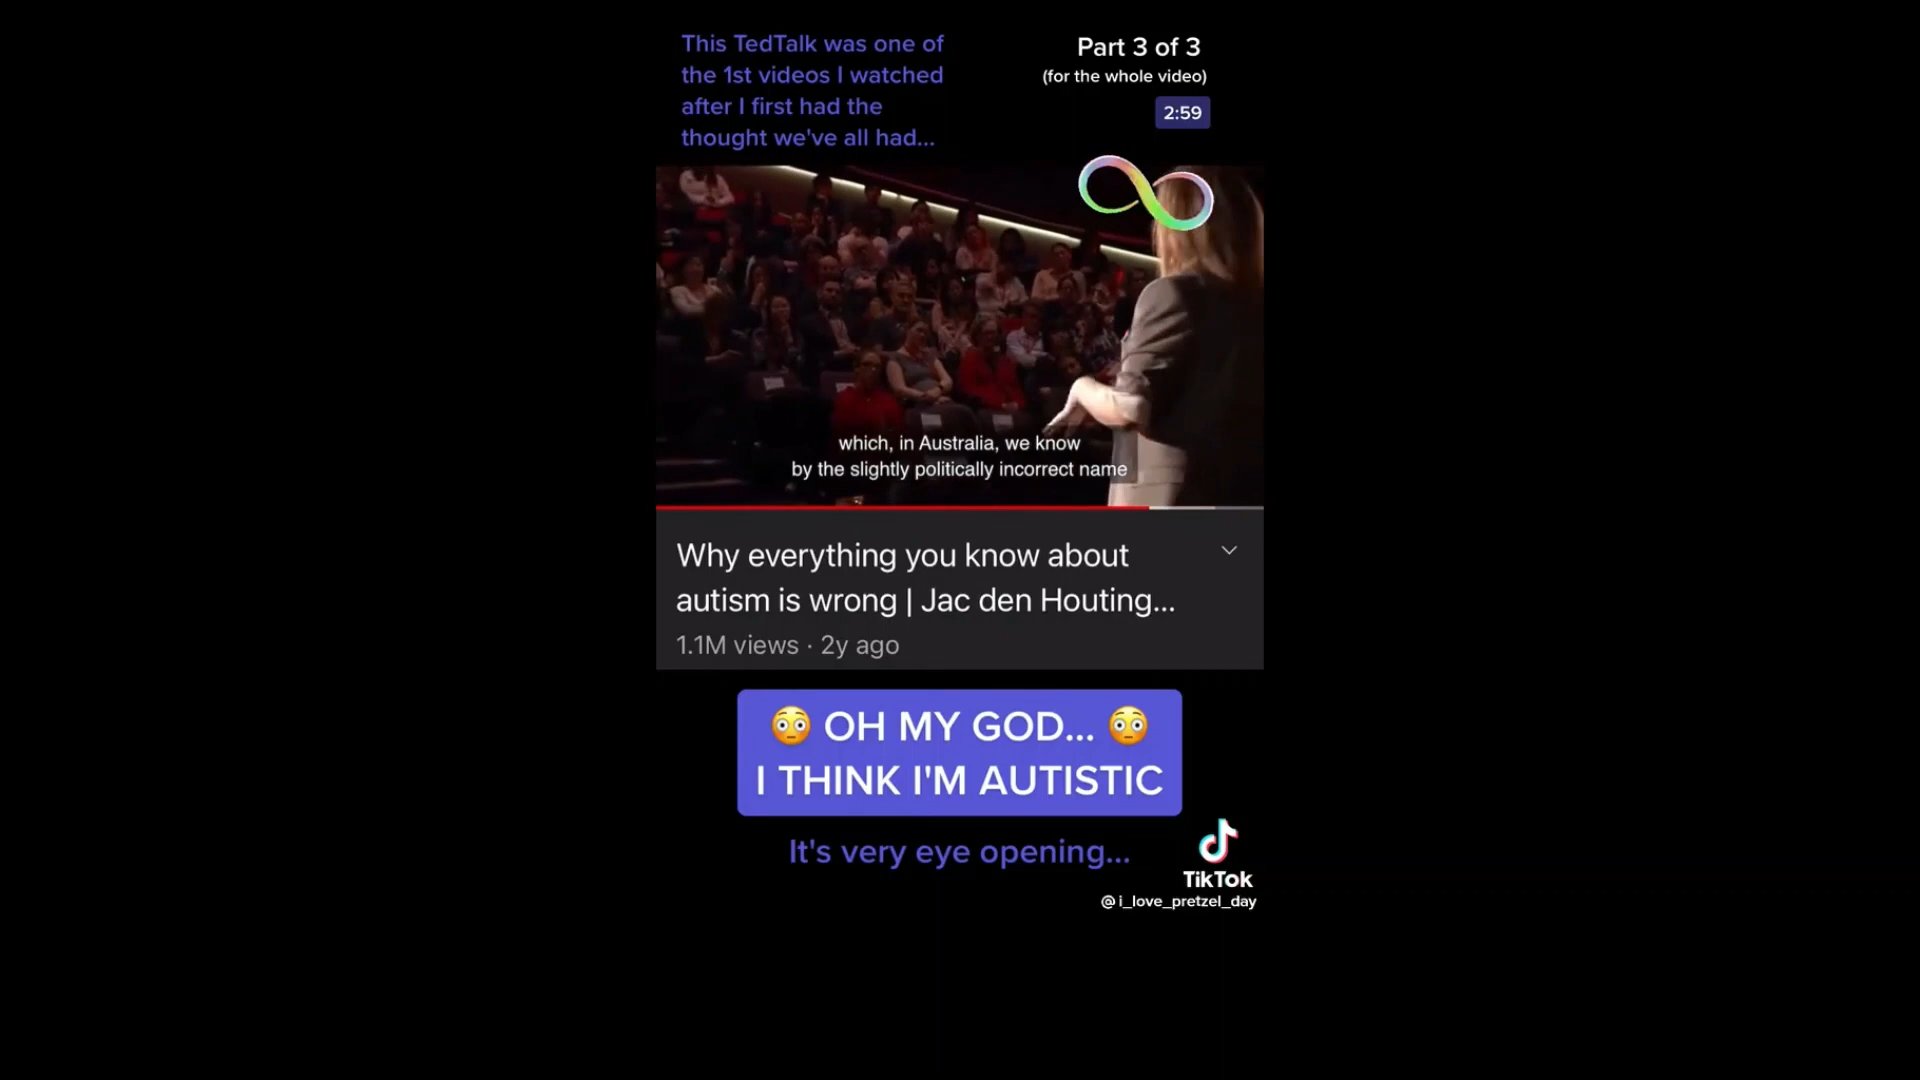 This TedTalk was one of
the 1st videos I watched
after I first had the
thought we've all had...
Part 3 of 3
(for the whole video)
2:59
which, in Australia, we know
by the slightly politically incorrect name
Why everything you know about
autism is wrong | Jac den Houting...
1.1M views · 2y ago
😳 OH MY GOD... 😳
I THINK I'M AUTISTIC
It's very eye opening...
TikTok
@i_love_pretzel_day